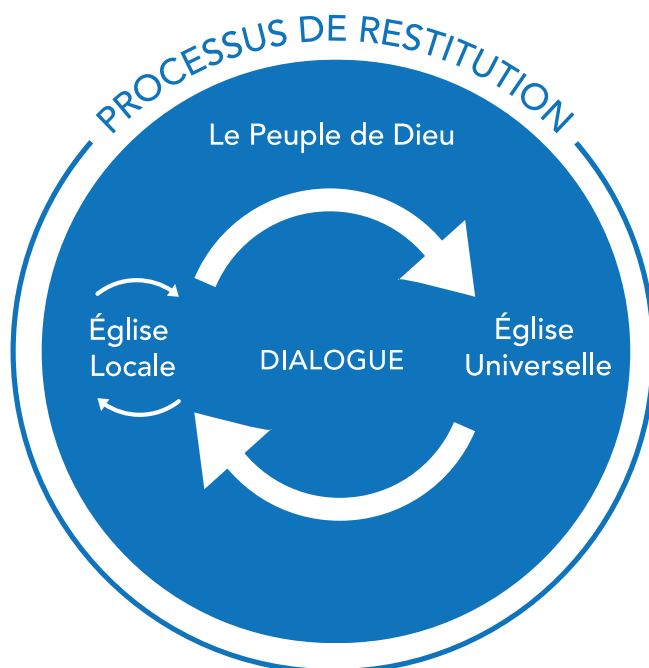 PROCESSUS DE RESTITUTION
Le Peuple de Dieu
Église
Locale
DIALOGUE
Église
Universelle